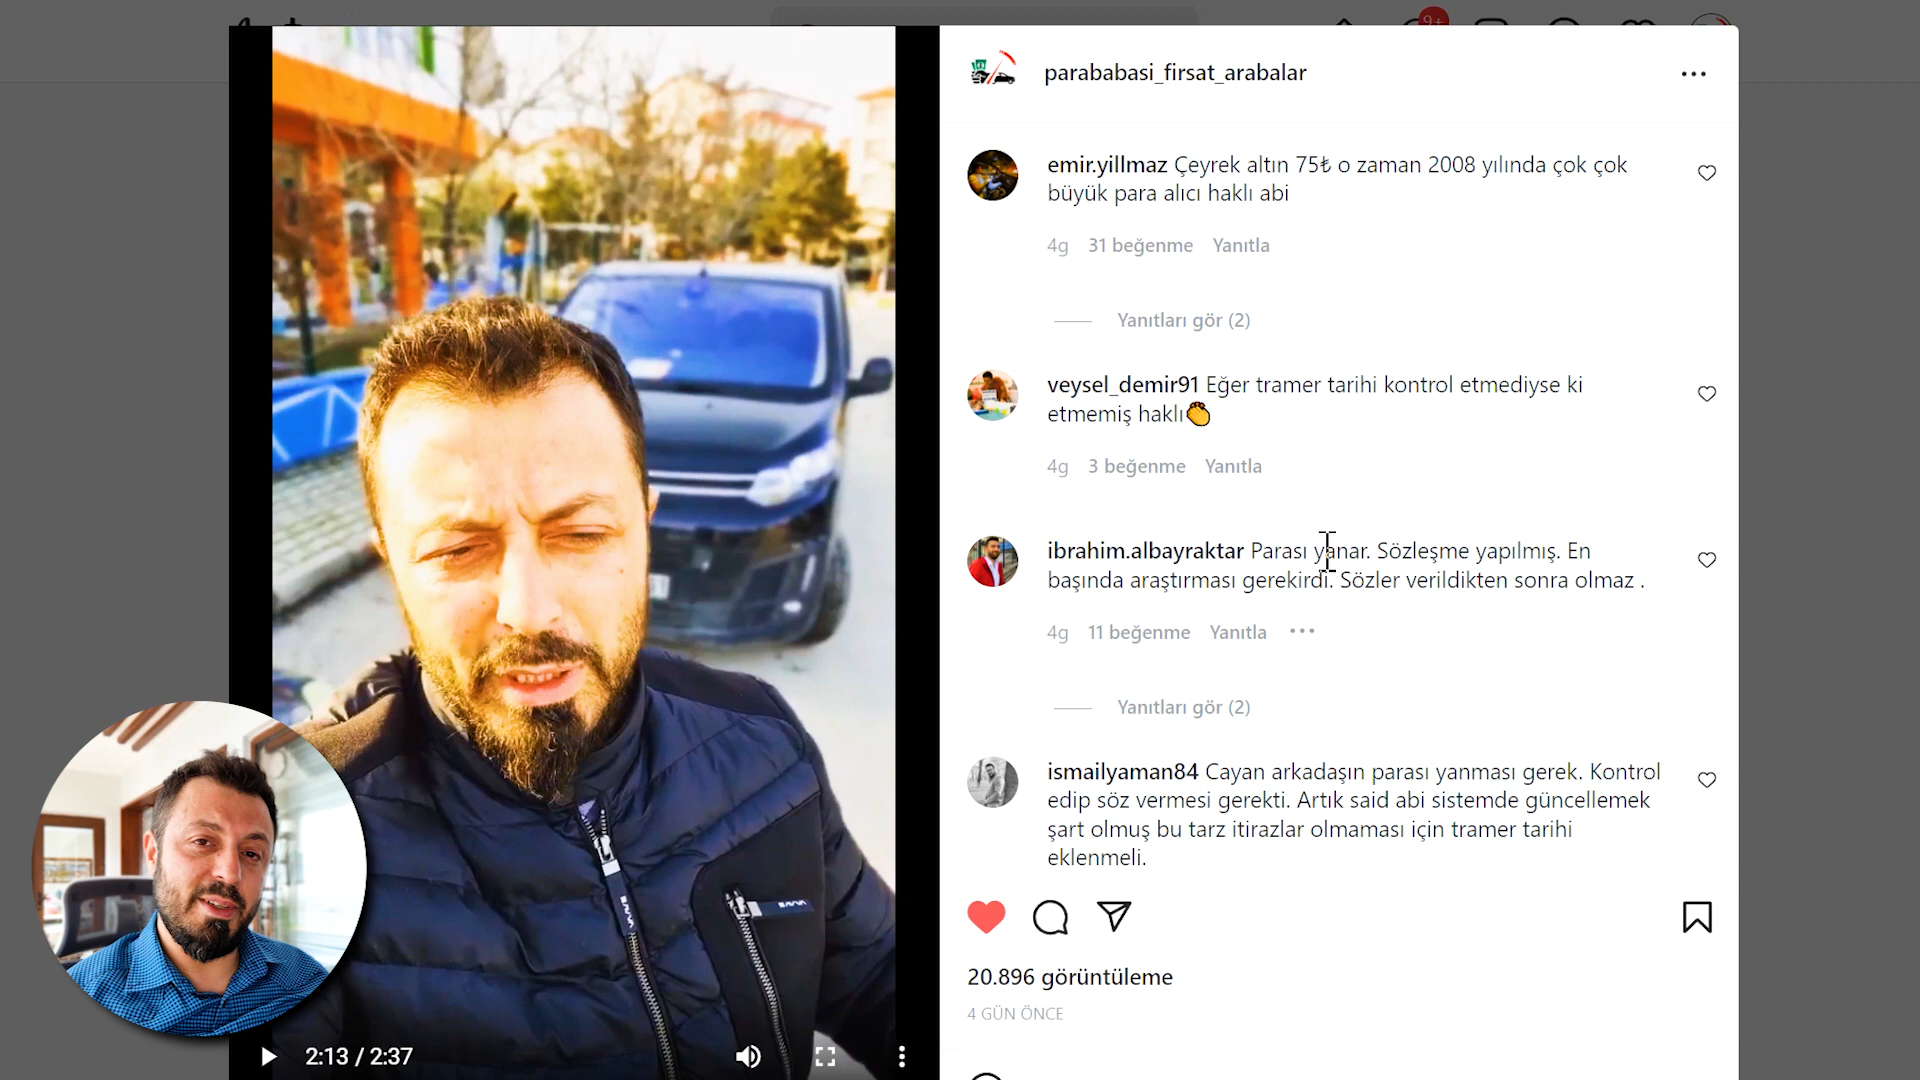 9+
parababasi_firsat_arabalar
emir.yillmaz Çeyrek altın 75₺ o zaman 2008 yılında çok çok
büyük para alıcı haklı abi
4g 31 beğenme Yanıtla
Yanıtları gör (2)
veysel_demir91 Eğer tramer tarihi kontrol etmediyse ki
etmemiş haklı👏
4g 3 beğenme Yanıtla
ibrahim.albayraktar Parası yanar. Sözleşme yapılmış. En
başında araştırması gerekirdi. Sözler verildikten sonra olmaz .
4g 11 beğenme Yanıtla
Yanıtları gör (2)
ismailyaman84 Cayan arkadaşın parası yanması gerek. Kontrol
edip söz vermesi gerekti. Artık said abi sistemde güncellemek
şart olmuş bu tarz itirazlar olmaması için tramer tarihi
eklenmeli.
20.896 görüntüleme
4 GÜN ÖNCE
2:13 / 2:37